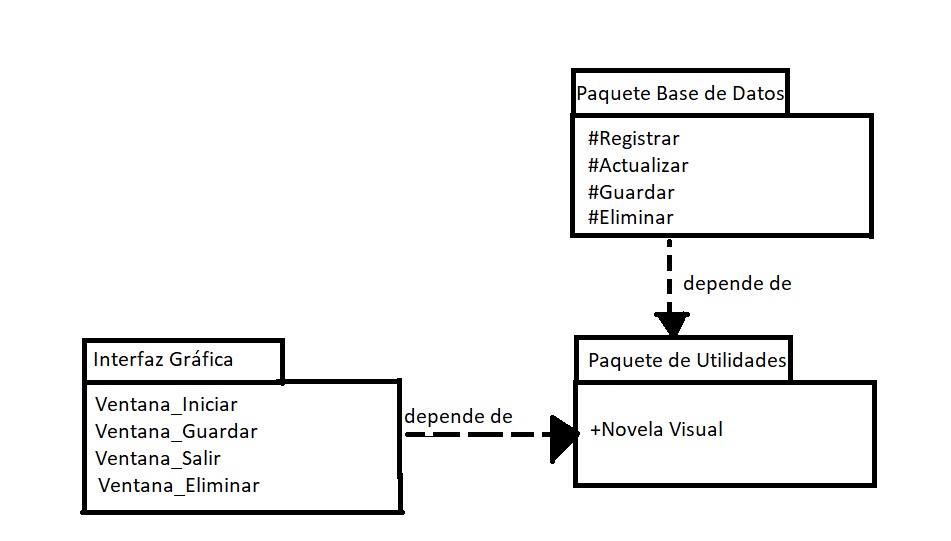 Paquete Base de Datos
#Registrar
#Actualizar
#Guardar
#Eliminar
depende de
Interfaz Gráfica
Ventana_Iniciar
Ventana_Guardar
Ventana_Salir
Ventana_Eliminar
depende de
Paquete de Utilidades
+Novela Visual